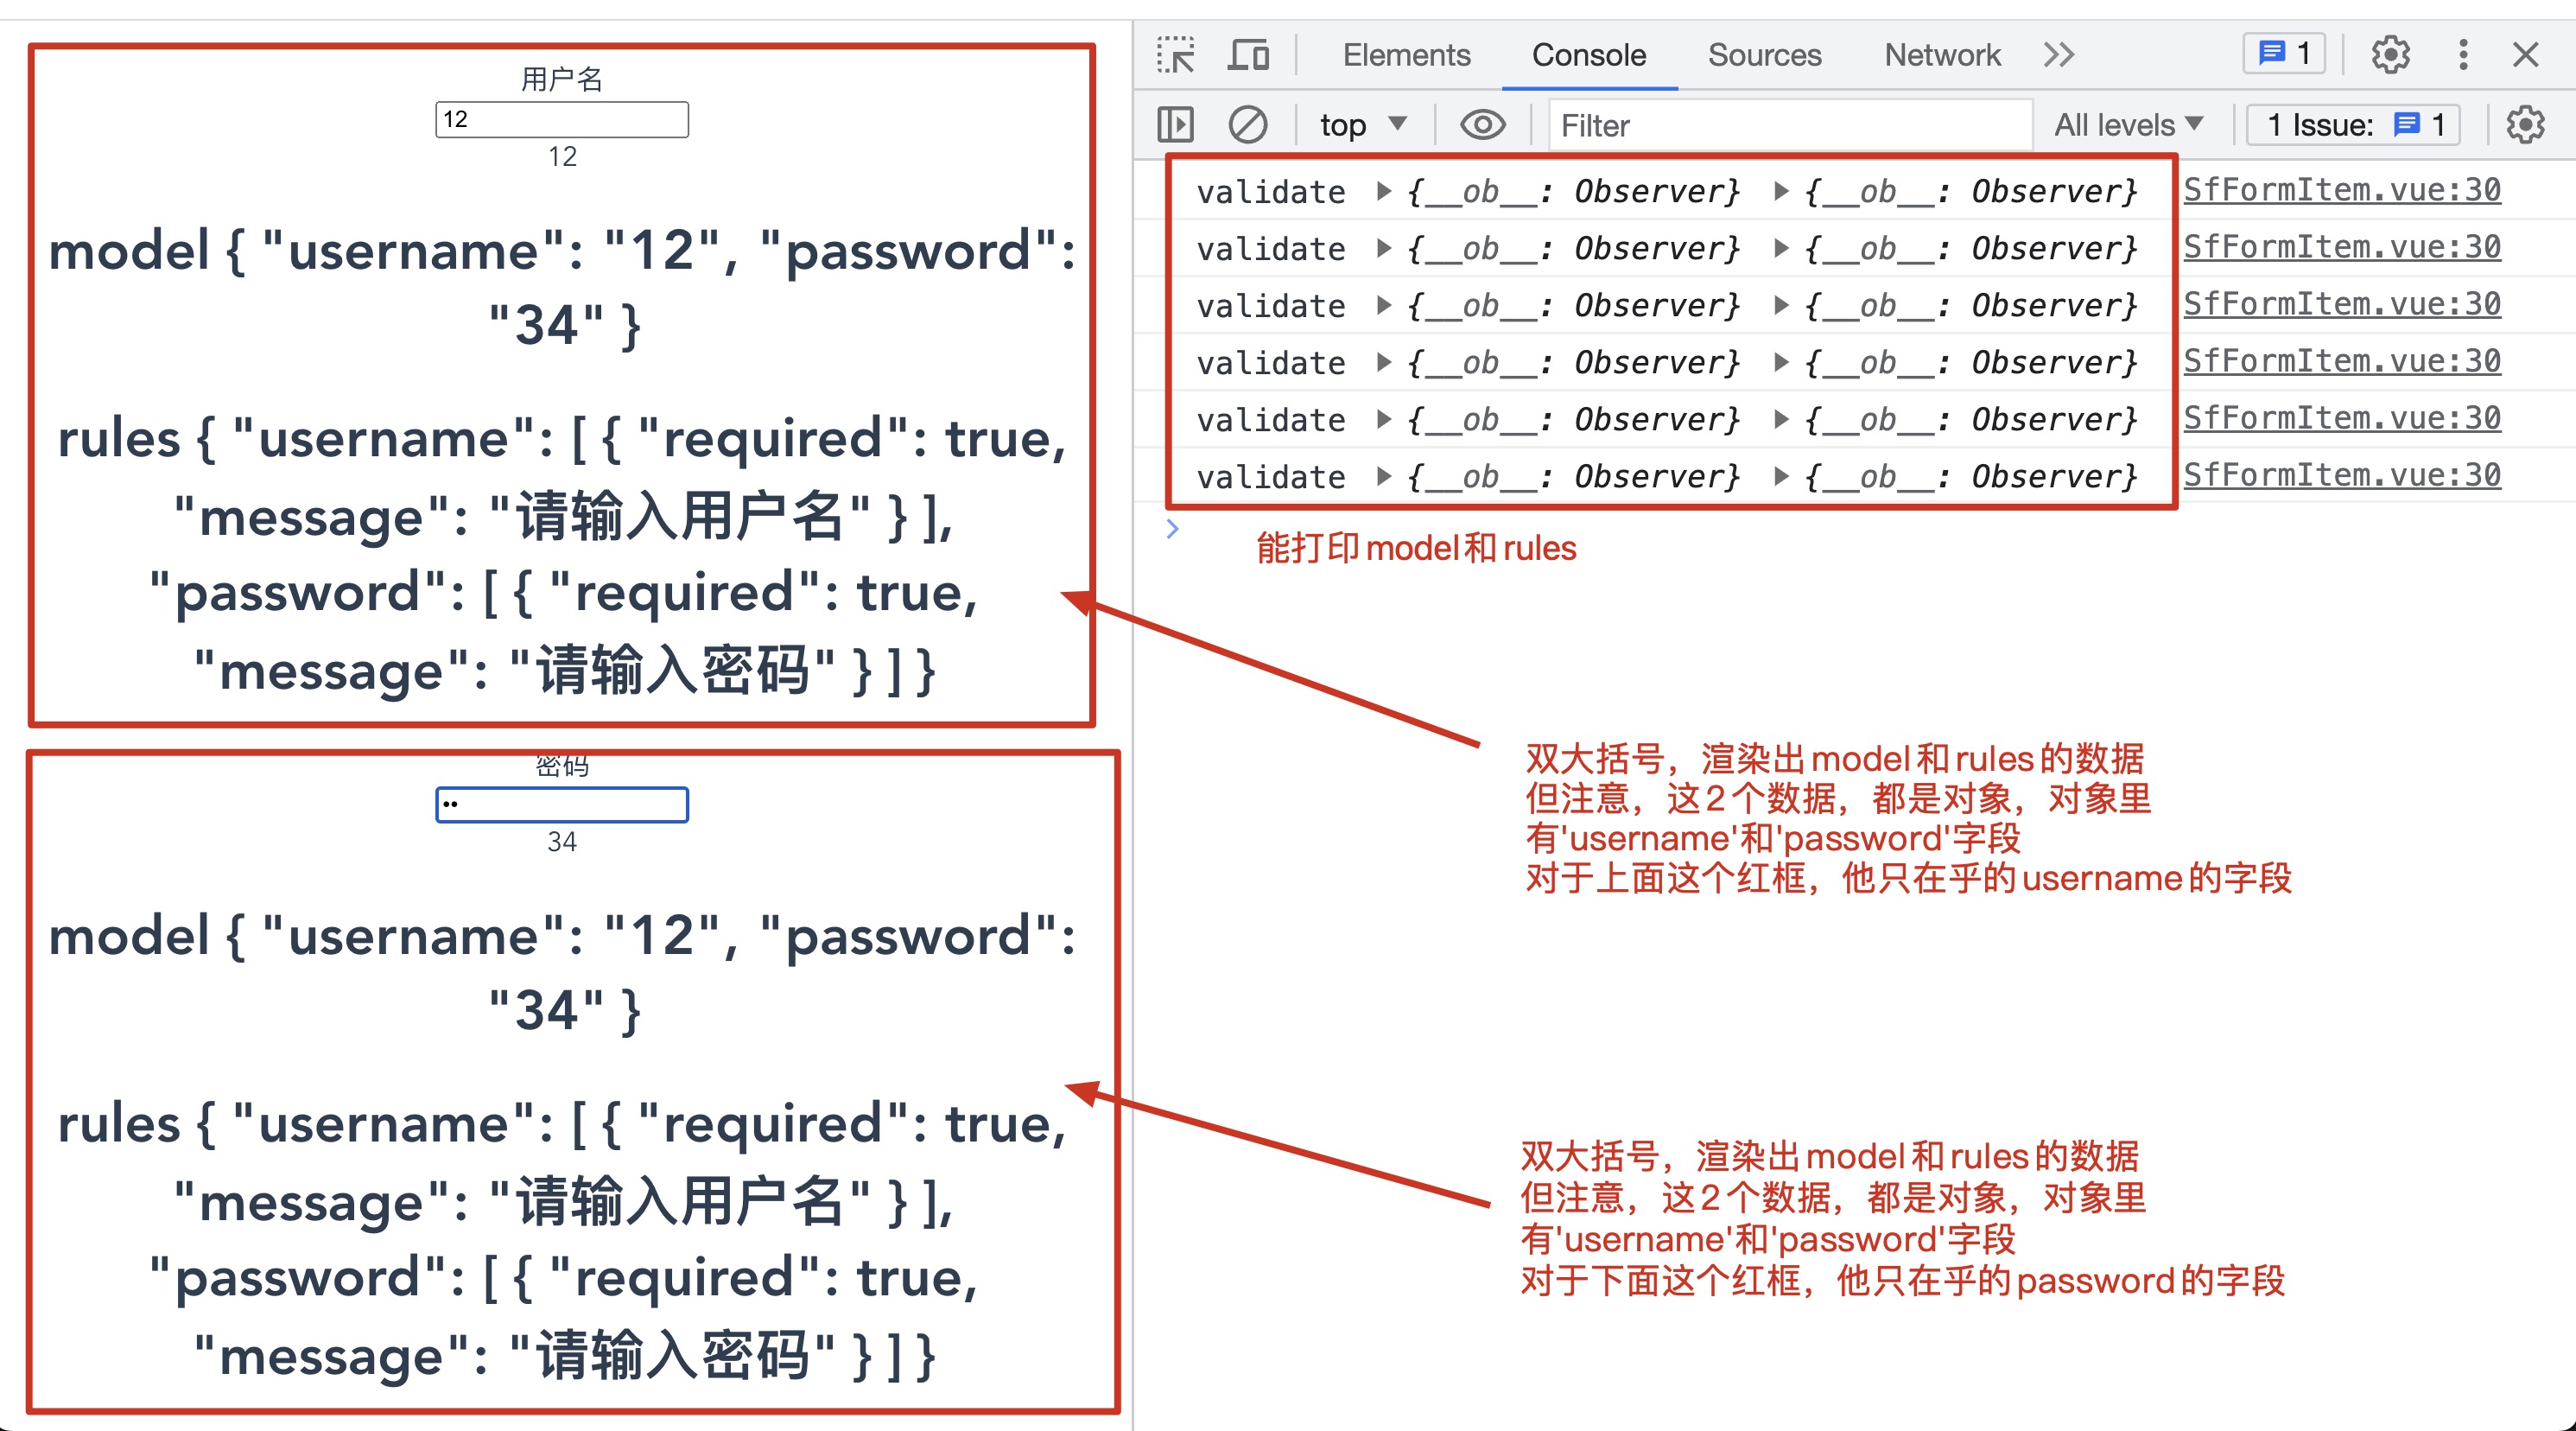 用户名
12
12
model { "username": "12", "password":
"34" }
rules { "username": [ { "required": true,
"message": "请输入用户名" } ],
"password": [ { "required": true,
"message": "请输入密码" } ] }
密码
••
34
model { "username": "12", "password":
"34" }
rules { "username": [ { "required": true,
"message": "请输入用户名" } ],
"password": [ { "required": true,
"message": "请输入密码" } ] }
Elements Console Sources Network 1
top Filter All levels 1 Issue: 1
validate {__ob__: Observer} {__ob__: Observer} SfFormItem.vue:30
validate {__ob__: Observer} {__ob__: Observer} SfFormItem.vue:30
validate {__ob__: Observer} {__ob__: Observer} SfFormItem.vue:30
validate {__ob__: Observer} {__ob__: Observer} SfFormItem.vue:30
validate {__ob__: Observer} {__ob__: Observer} SfFormItem.vue:30
validate {__ob__: Observer} {__ob__: Observer} SfFormItem.vue:30
能打印model和rules
双大括号，渲染出model和rules的数据
但注意，这2个数据，都是对象，对象里
有'username'和'password'字段
对于上面这个红框，他只在乎的username的字段
双大括号，渲染出model和rules的数据
但注意，这2个数据，都是对象，对象里
有'username'和'password'字段
对于下面这个红框，他只在乎的password的字段